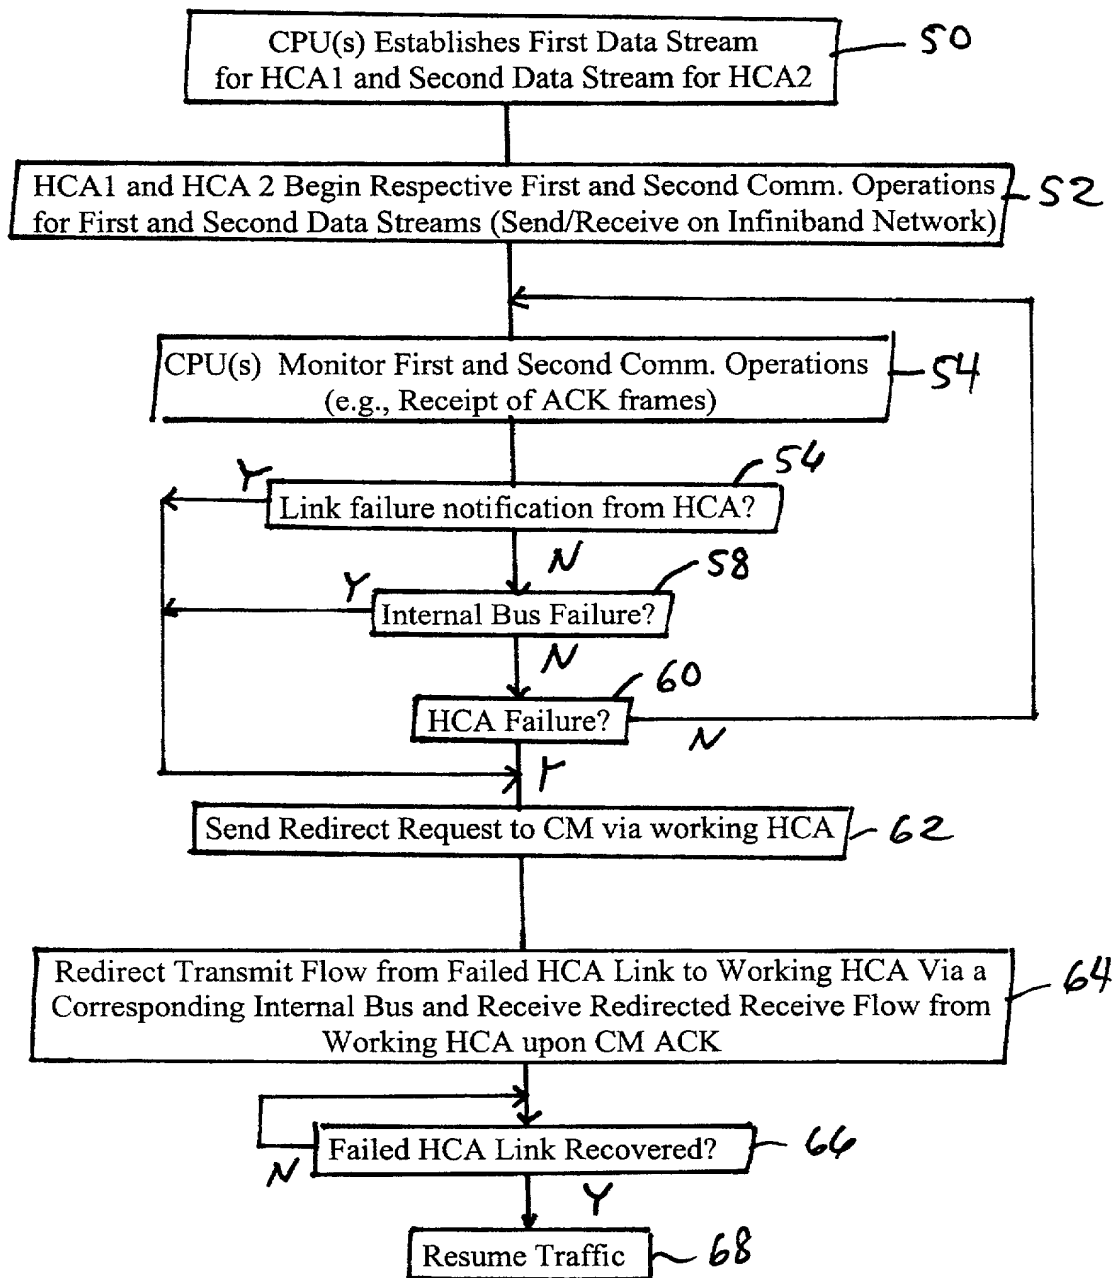 CPU(s) Establishes First Data Stream
for HCA1 and Second Data Stream for HCA2
50
HCA1 and HCA 2 Begin Respective First and Second Comm. Operations
for First and Second Data Streams (Send/Receive on Infiniband Network)
52
CPU(s) Monitor First and Second Comm. Operations
(e.g., Receipt of ACK frames)
54
Y
54
Link failure notification from HCA?
N
Y
58
Internal Bus Failure?
N
60
HCA Failure?
N
Y
Send Redirect Request to CM via working HCA
62
Redirect Transmit Flow from Failed HCA Link to Working HCA Via a
Corresponding Internal Bus and Receive Redirected Receive Flow from
Working HCA upon CM ACK
64
Failed HCA Link Recovered?
66
N
Y
Resume Traffic
68